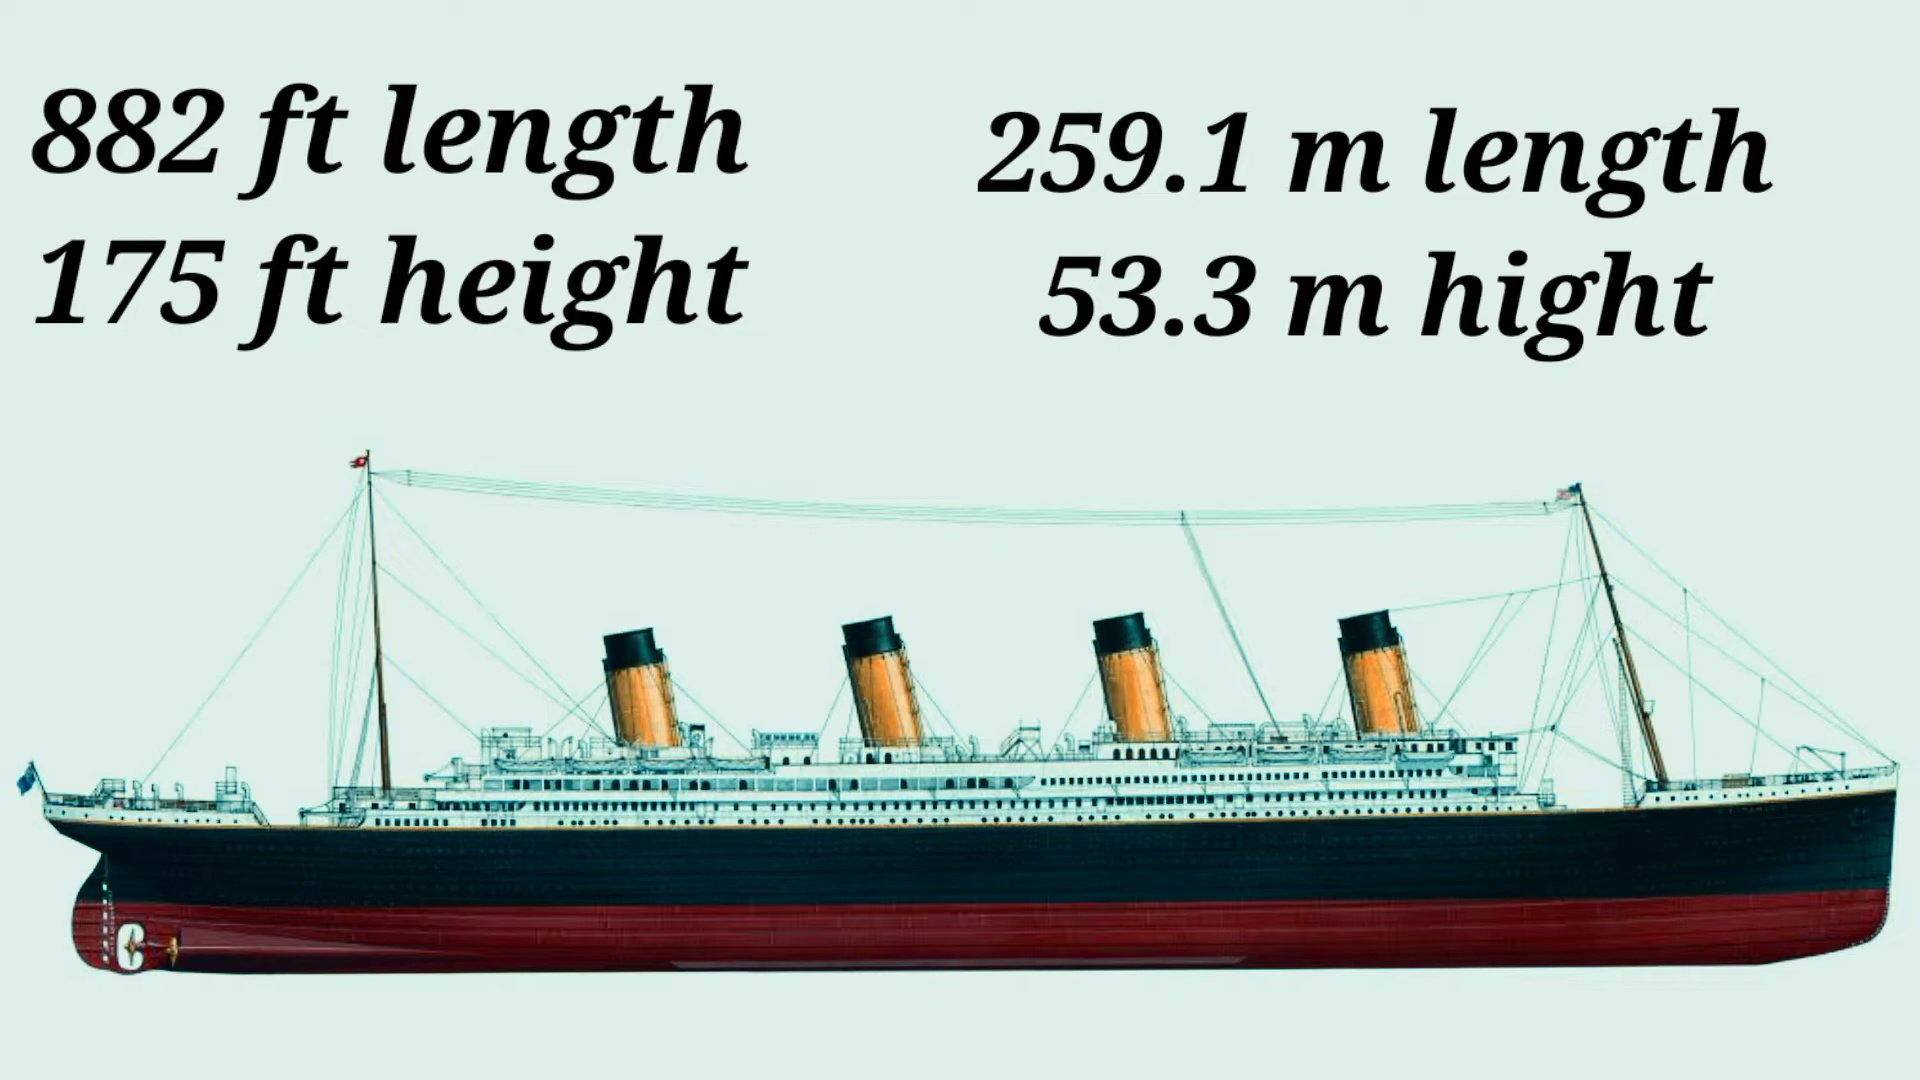 882 ft length
175 ft height
259.1 m length
53.3 m hight